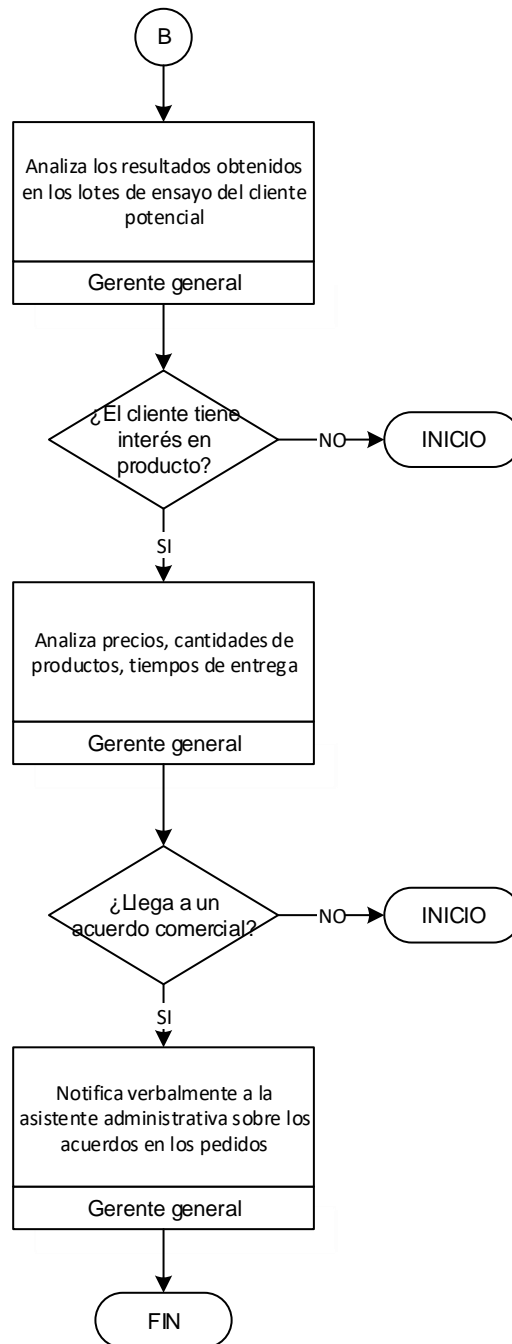 B
Analiza los resultados obtenidos
en los lotes de ensayo del cliente
potencial
Gerente general
¿El cliente tiene
interés en
producto?
NO
INICIO
SI
Analiza precios, cantidades de
productos, tiempos de entrega
Gerente general
¿Llega a un
acuerdo comercial?
NO
INICIO
SI
Notifica verbalmente a la
asistente administrativa sobre los
acuerdos en los pedidos
Gerente general
FIN